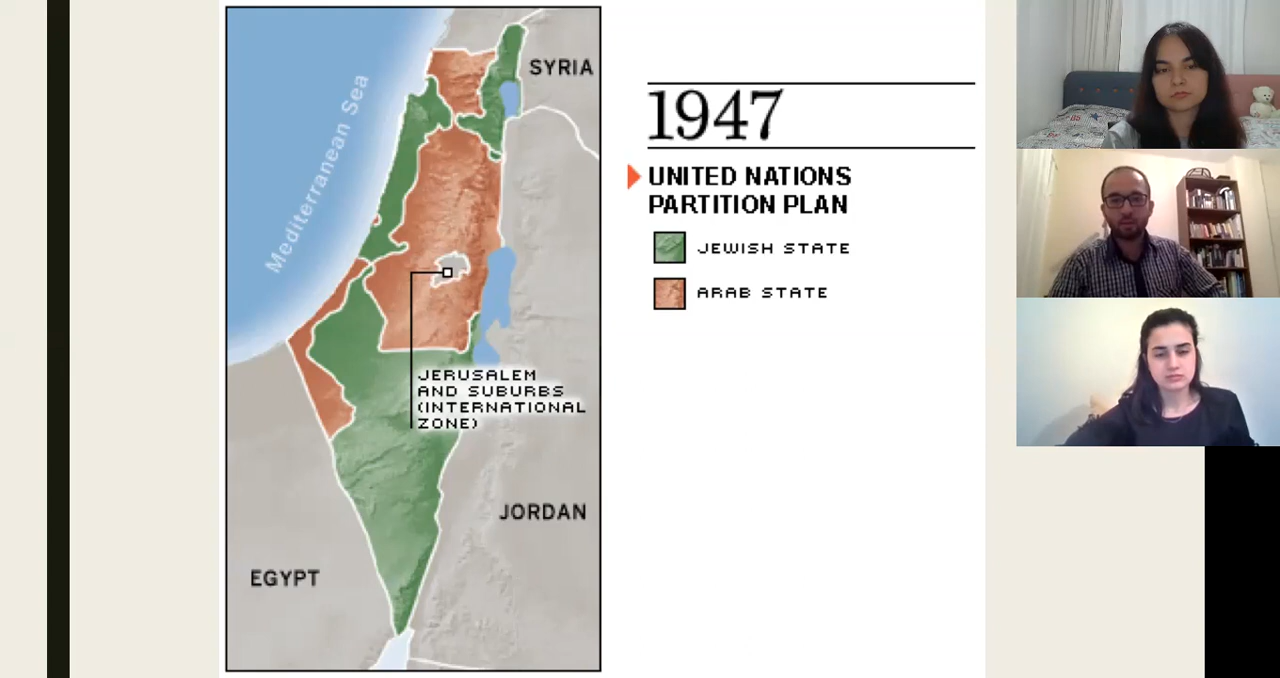 SYRIA
Mediterranean Sea
JERUSALEM
AND SUBURBS
(INTERNATIONAL
ZONE)
JORDAN
EGYPT
1947
UNITED NATIONS
PARTITION PLAN
JEWISH STATE
ARAB STATE